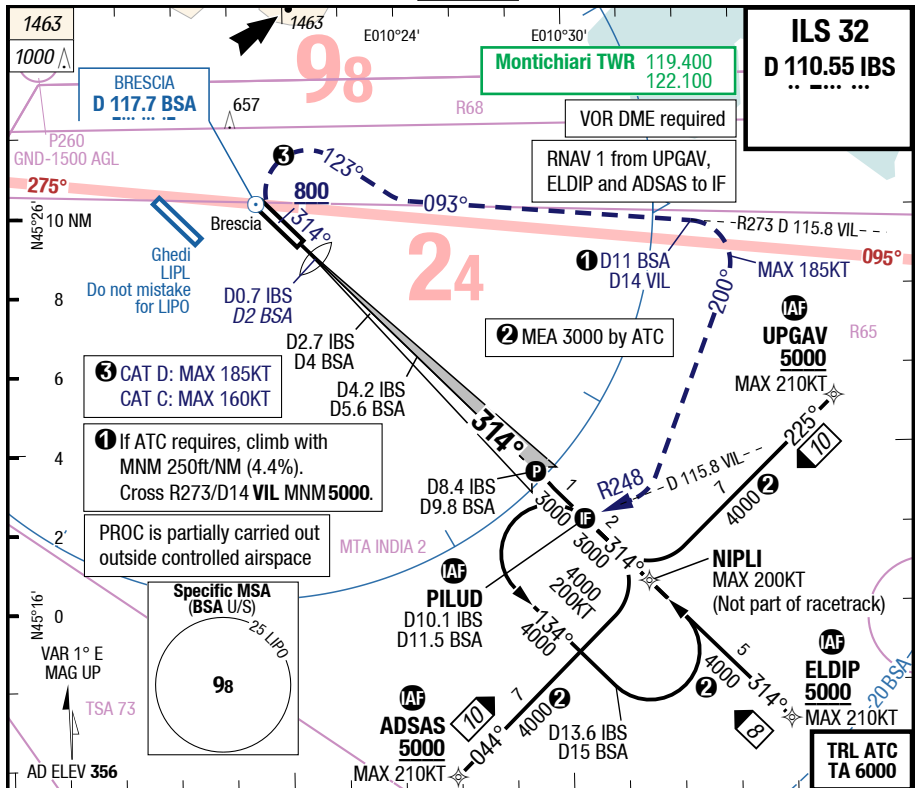 1463
1000
1463
98
E010°24'
E010°30'
ILS 32
D 110.55 IBS
Montichiari TWR 119.400
122.100
BRESCIA
D 117.7 BSA
657
R68
VOR DME required
P260
GND-1500 AGL
RNAV 1 from UPGAV,
ELDIP and ADSAS to IF
3
123°
275°
800
093°
N45°26'
10 NM
Brescia
314°
R273 D 115.8 VIL
095°
Ghedi
LIPL
Do not mistake
for LIPO
24
1 D11 BSA
D14 VIL
MAX 185KT
200°
8
D0.7 IBS
D2 BSA
IAF
UPGAV
5000
MAX 210KT
R65
D2.7 IBS
D4 BSA
2 MEA 3000 by ATC
6
3 CAT D: MAX 185KT
CAT C: MAX 160KT
D4.2 IBS
D5.6 BSA
1 If ATC requires, climb with
MNM 250ft/NM (4.4%).
Cross R273/D14 VIL MNM 5000.
314°
225°
10
4
P
D8.4 IBS
D9.8 BSA
1
R248
D 115.8 VIL
7
4000 2
3000
IF
2
3000
314°
2
PROC is partially carried out
outside controlled airspace
MTA INDIA 2
NIPLI
MAX 200KT
(Not part of racetrack)
IAF
PILUD
D10.1 IBS
D11.5 BSA
4000
200KT
134°
4000
Specific MSA
(BSA U/S)
25 LIPO
98
N45°16'
0
5
4000
2
314°
8
IAF
ELDIP
5000
MAX 210KT
20 BSA
VAR 1° E
MAG UP
TSA 73
IAF
ADSAS
5000
MAX 210KT
10
7
4000 2
044°
D13.6 IBS
D15 BSA
AD ELEV 356
TRL ATC
TA 6000